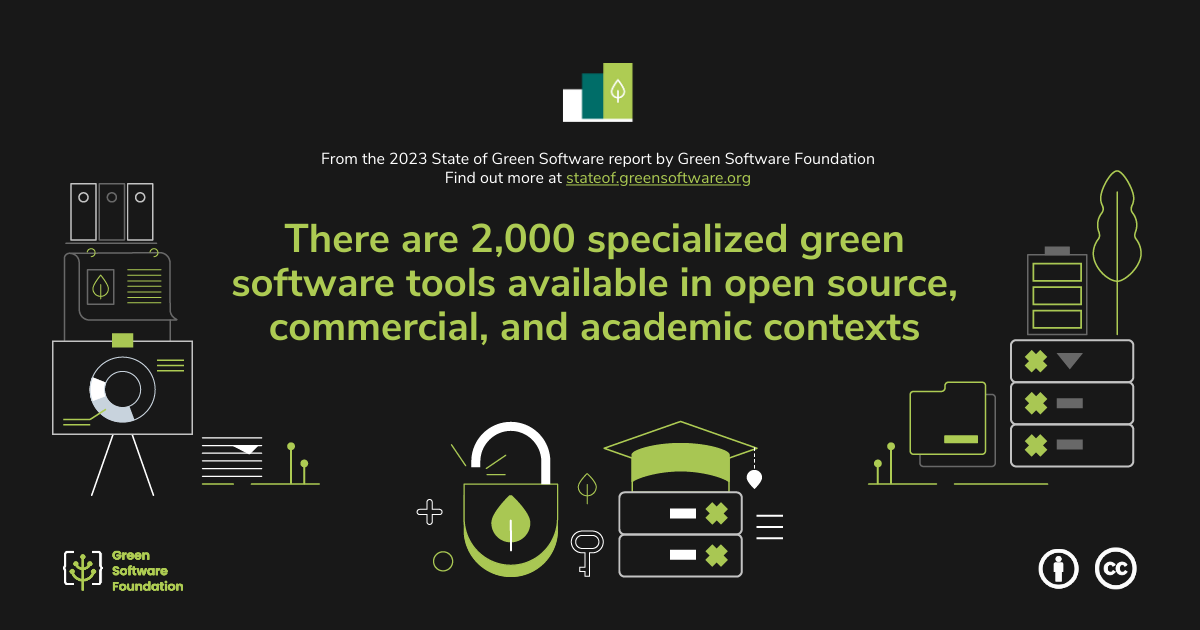 From the 2023 State of Green Software report by Green Software Foundation
Find out more at stateof.greensoftware.org
There are 2,000 specialized green
software tools available in open source,
commercial, and academic contexts
Green
Software
Foundation
cc